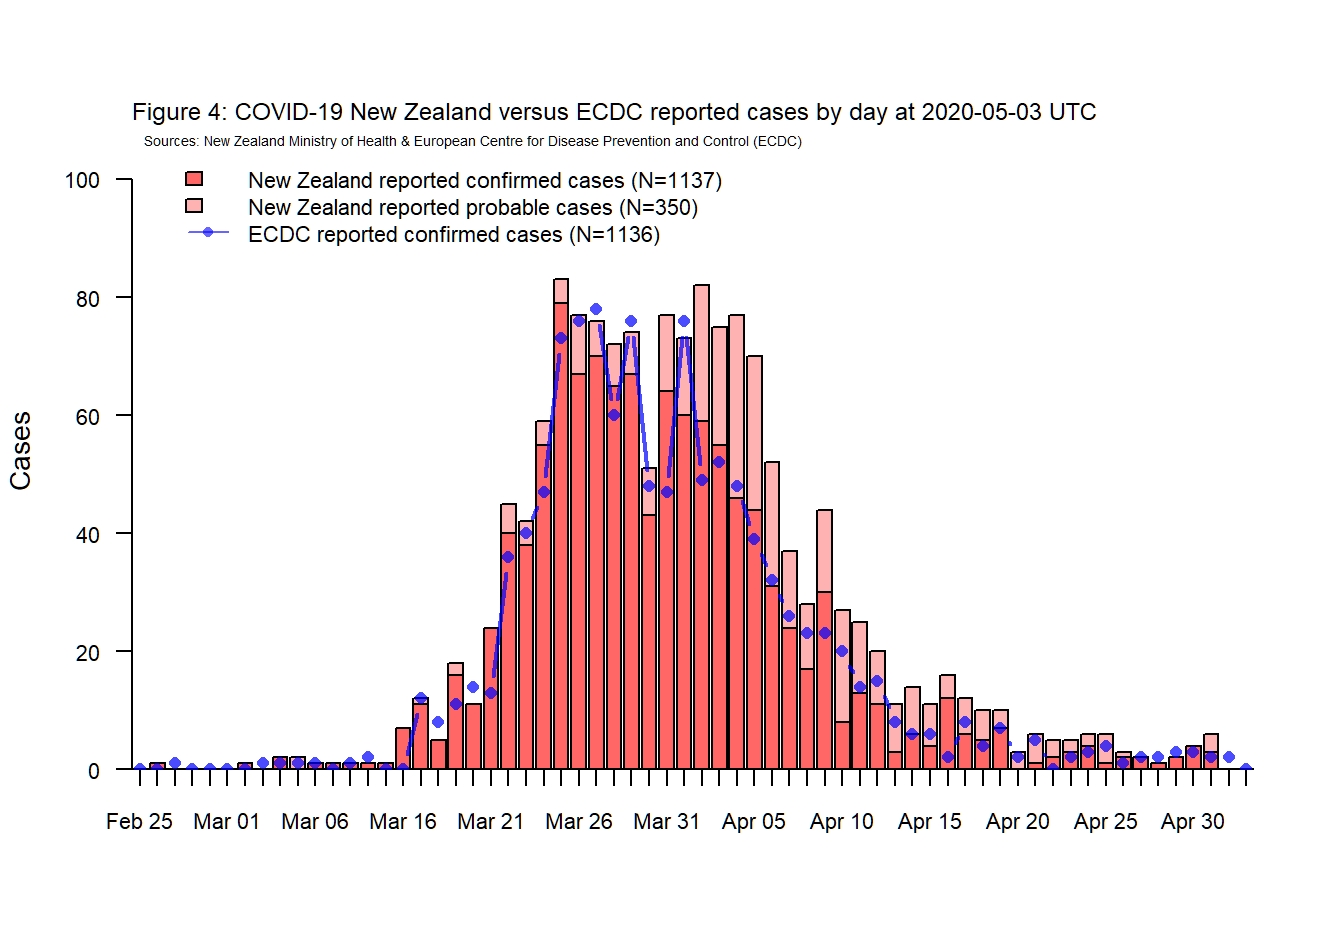 Figure 4: COVID-19 New Zealand versus ECDC reported cases by day at 2020-05-03 UTC
Sources: New Zealand Ministry of Health & European Centre for Disease Prevention and Control (ECDC)
New Zealand reported confirmed cases (N=1137)
New Zealand reported probable cases (N=350)
ECDC reported confirmed cases (N=1136)
Cases
100
80
60
40
20
0
Feb 25 Mar 01 Mar 06 Mar 16 Mar 21 Mar 26 Mar 31 Apr 05 Apr 10 Apr 15 Apr 20 Apr 25 Apr 30